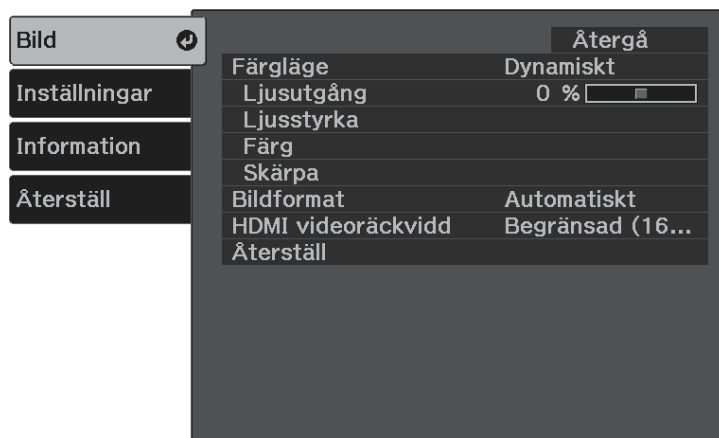 Bild
Inställningar
Information
Återställ
Återgå
Färgläge Dynamiskt
Ljusutgång 0 %
Ljusstyrka
Färg
Skärpa
Bildformat Automatiskt
HDMI videoräckvidd Begränsad (16...
Återställ